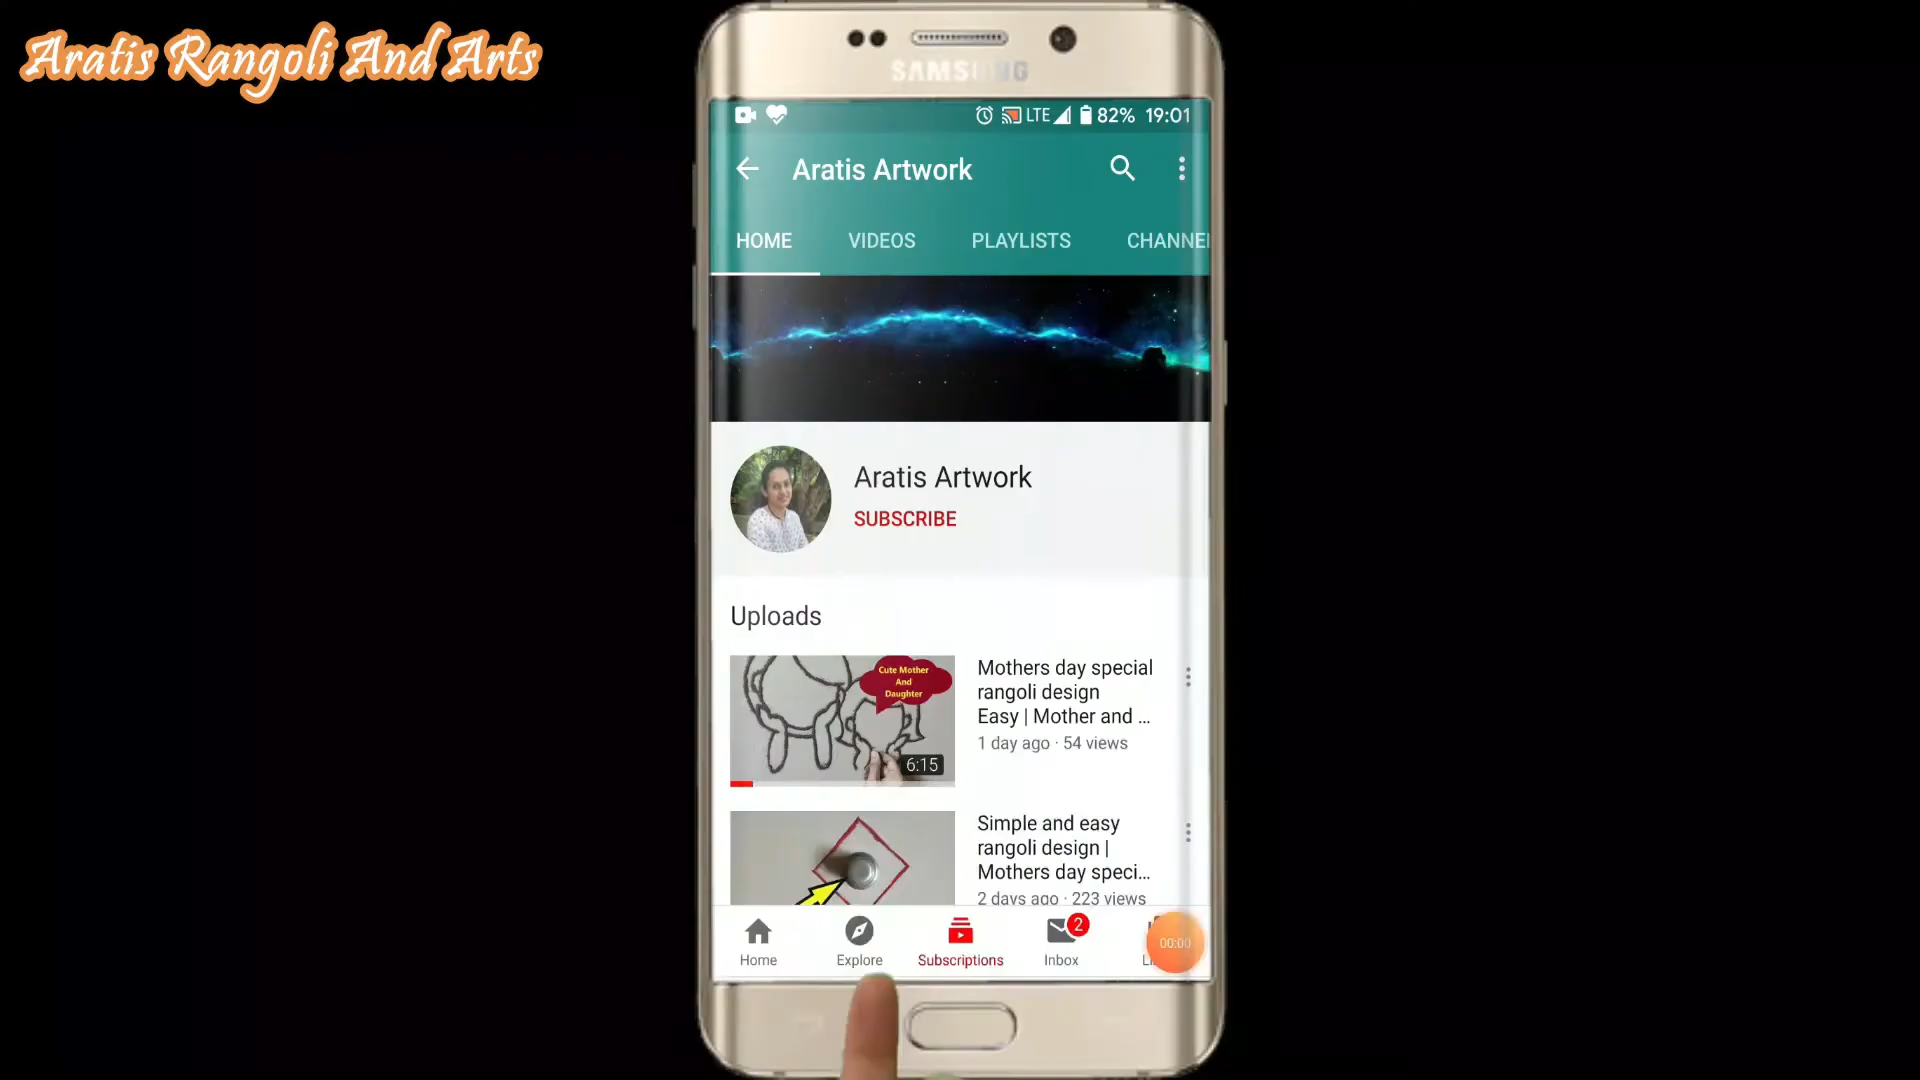 Aratis Rangoli And Arts
SAMSUNG
LTE 82% 19:01
Aratis Artwork
HOME VIDEOS PLAYLISTS CHANNEL
Aratis Artwork
SUBSCRIBE
Uploads
Cute Mother
And
Daughter
6:15
Mothers day special
rangoli design
Easy | Mother and ...
1 day ago · 54 views
Simple and easy
rangoli design |
Mothers day speci...
2 days ago · 223 views
2
00:00
Home Explore Subscriptions Inbox